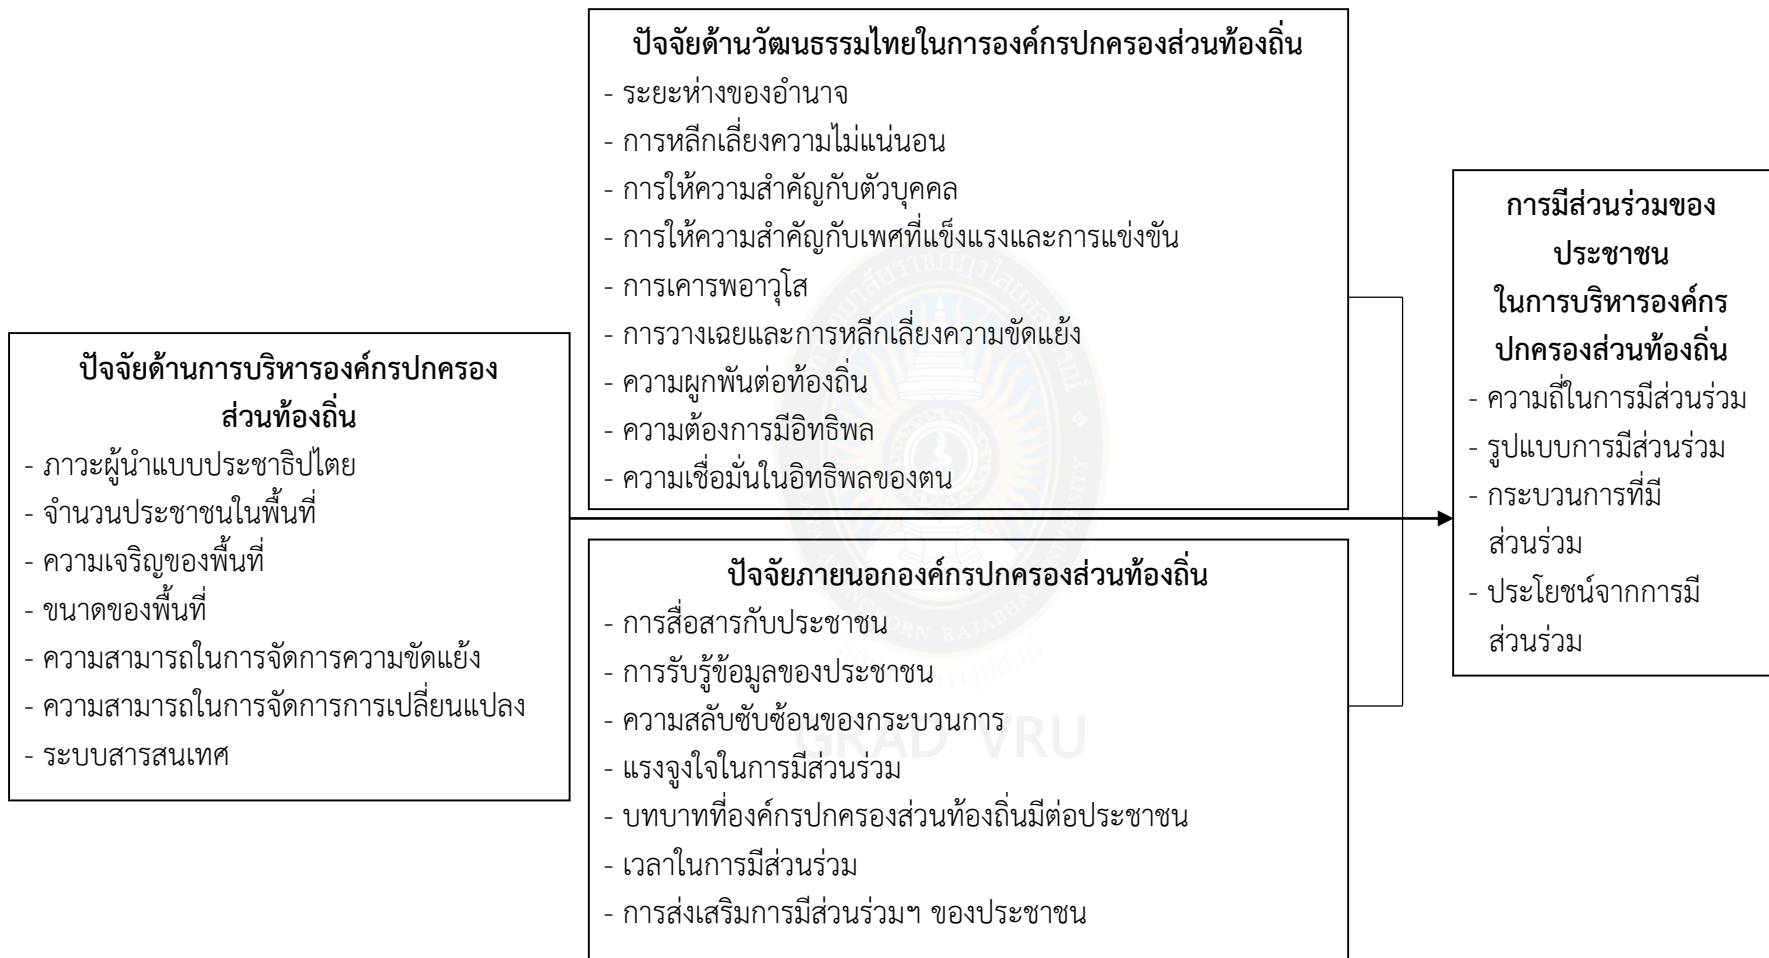 ปัจจัยด้านวัฒนธรรมไทยในการองค์กรปกครองส่วนท้องถิ่น
- ระยะห่างของอำนาจ
- การหลีกเลี่ยงความไม่แน่นอน
- การให้ความสำคัญกับตัวบุคคล
- การให้ความสำคัญกับเพศที่แข็งแรงและการแข่งขัน
- การเคารพอาวุโส
- การวางเฉยและการหลีกเลี่ยงความขัดแย้ง
- ความผูกพันต่อท้องถิ่น
- ความต้องการมีอิทธิพล
- ความเชื่อมั่นในอิทธิพลของตน
ปัจจัยด้านการบริหารองค์กรปกครอง
ส่วนท้องถิ่น
- ภาวะผู้นำแบบประชาธิปไตย
- จำนวนประชาชนในพื้นที่
- ความเจริญของพื้นที่
- ขนาดของพื้นที่
- ความสามารถในการจัดการความขัดแย้ง
- ความสามารถในการจัดการการเปลี่ยนแปลง
- ระบบสารสนเทศ
ปัจจัยภายนอกองค์กรปกครองส่วนท้องถิ่น
- การสื่อสารกับประชาชน
- การรับรู้ข้อมูลของประชาชน
- ความสลับซับซ้อนของกระบวนการ
- แรงจูงใจในการมีส่วนร่วม
- บทบาทที่องค์กรปกครองส่วนท้องถิ่นมีต่อประชาชน
- เวลาในการมีส่วนร่วม
- การส่งเสริมการมีส่วนร่วมฯ ของประชาชน
การมีส่วนร่วมของ
ประชาชน
ในการบริหารองค์กร
ปกครองส่วนท้องถิ่น
- ความถี่ในการมีส่วนร่วม
- รูปแบบการมีส่วนร่วม
- กระบวนการที่มี
ส่วนร่วม
- ประโยชน์จากการมี
ส่วนร่วม
GRAD VRU